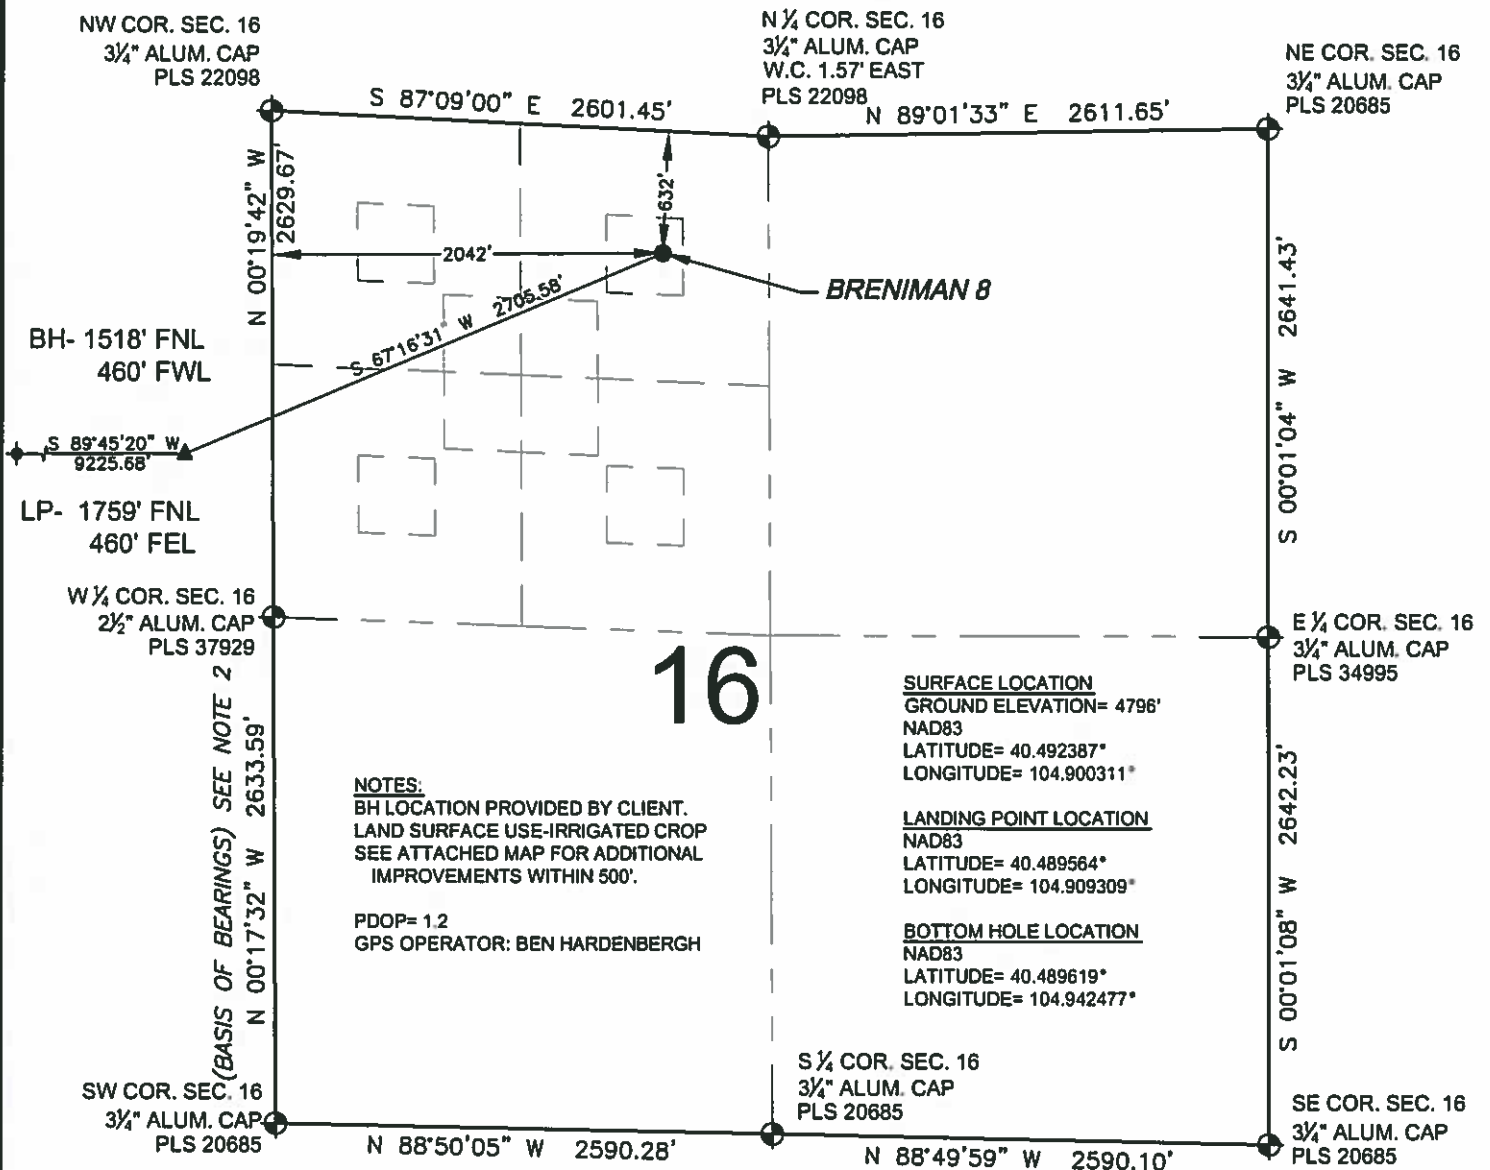 NW COR. SEC. 16
3¼" ALUM. CAP
PLS 22098
N ¼ COR. SEC. 16
3¼" ALUM. CAP
W.C. 1.57' EAST
PLS 22098
NE COR. SEC. 16
3¼" ALUM. CAP
PLS 20685
S 87°09'00" E 2601.45'
N 89°01'33" E 2611.65'
N 00°19'42" W
2629.67
632'
2042'
BRENIMAN 8
S 67°16'31" W 2705.58'
S 00°01'04" W 2641.43'
BH- 1518' FNL
460' FWL
S 89°45'20" W
9225.68'
LP- 1759' FNL
460' FEL
W ¼ COR. SEC. 16
2½" ALUM. CAP
PLS 37929
E ¼ COR. SEC. 16
3¼" ALUM. CAP
PLS 34995
16
(BASIS OF BEARINGS) SEE NOTE 2
N 00°17'32" W 2633.59'
NOTES:
BH LOCATION PROVIDED BY CLIENT.
LAND SURFACE USE-IRRIGATED CROP
SEE ATTACHED MAP FOR ADDITIONAL
IMPROVEMENTS WITHIN 500'.
PDOP= 1.2
GPS OPERATOR: BEN HARDENBERGH
SURFACE LOCATION
GROUND ELEVATION= 4796'
NAD83
LATITUDE= 40.492387°
LONGITUDE= 104.900311°
LANDING POINT LOCATION
NAD83
LATITUDE= 40.489564°
LONGITUDE= 104.909309°
BOTTOM HOLE LOCATION
NAD83
LATITUDE= 40.489619°
LONGITUDE= 104.942477°
S 00°01'08" W 2642.23'
SW COR. SEC. 16
3¼" ALUM. CAP
PLS 20685
S ¼ COR. SEC. 16
3¼" ALUM. CAP
PLS 20685
SE COR. SEC. 16
3¼" ALUM. CAP
PLS 20685
N 88°50'05" W 2590.28'
N 88°49'59" W 2590.10'